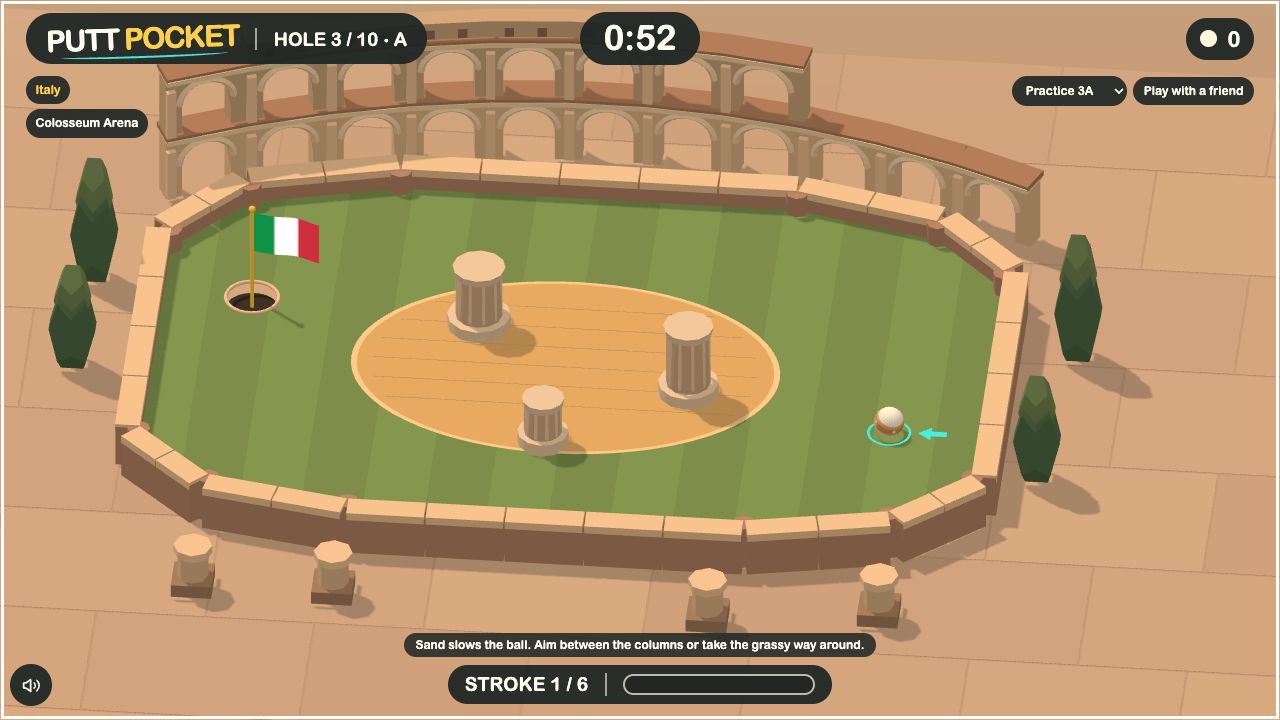 PUTT POCKET
HOLE 3 / 10 · A
0:52
0
Italy
Colosseum Arena
Practice 3A
Play with a friend
Sand slows the ball. Aim between the columns or take the grassy way around.
STROKE 1 / 6